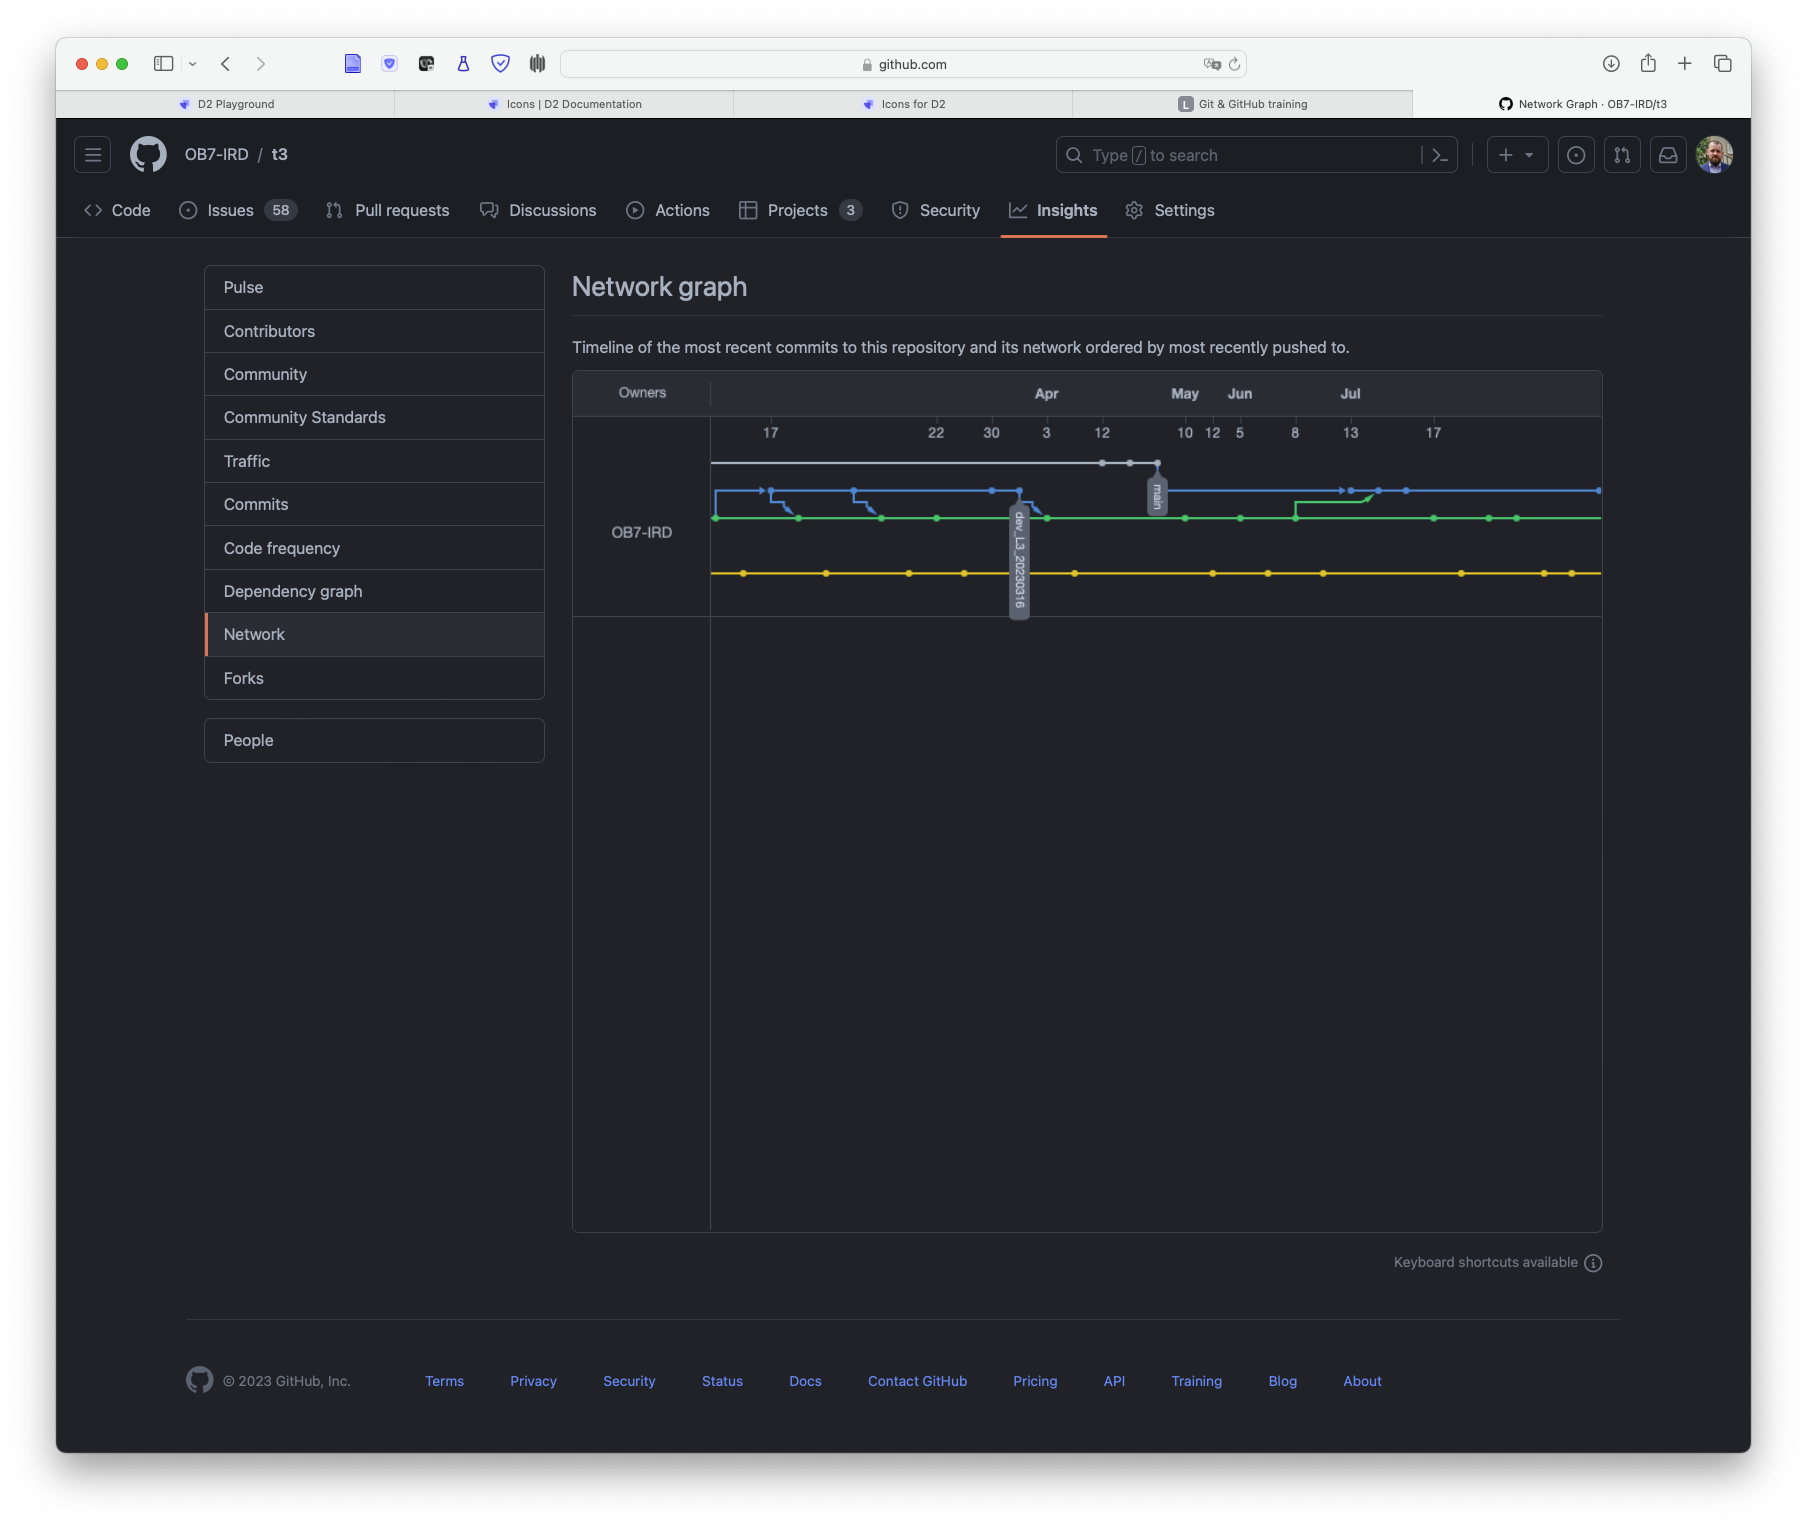 github.com
D2 Playground
Icons | D2 Documentation
Icons for D2
L Git & GitHub training
Network Graph · OB7-IRD/t3
OB7-IRD / t3
Type / to search
Code
Issues 58
Pull requests
Discussions
Actions
Projects 3
Security
Insights
Settings
Pulse
Contributors
Community
Community Standards
Traffic
Commits
Code frequency
Dependency graph
Network
Forks
People
Network graph
Timeline of the most recent commits to this repository and its network ordered by most recently pushed to.
Owners
Apr May Jun Jul
17 22 30 3 12 10 12 5 8 13 17
main
dev_L3_20230316
OB7-IRD
Keyboard shortcuts available
© 2023 GitHub, Inc.
Terms
Privacy
Security
Status
Docs
Contact GitHub
Pricing
API
Training
Blog
About